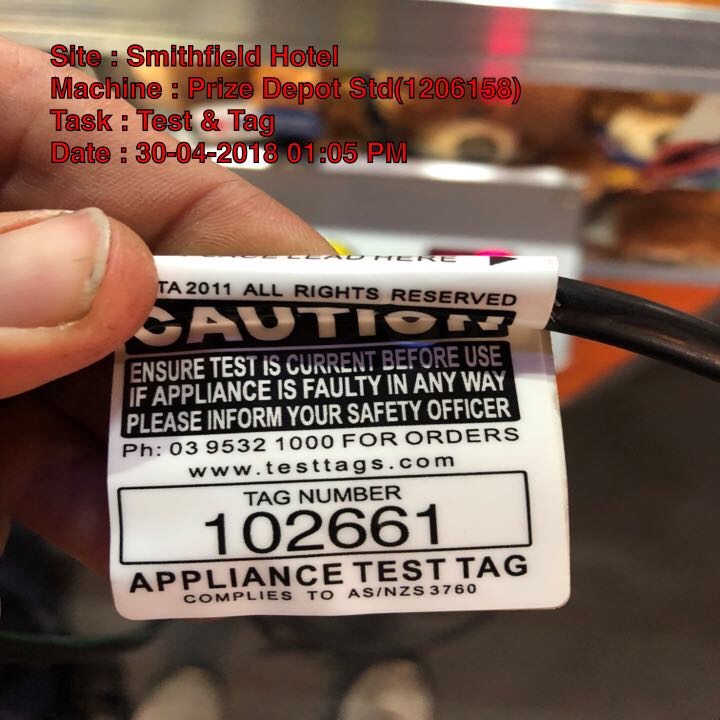 Site : Smithfield Hotel
Machine : Prize Depot Std(1206158)
Task : Test & Tag
Date : 30-04-2018 01:05 PM
LEAD HERE
TA 2011 ALL RIGHTS RESERVED
CAUTION
ENSURE TEST IS CURRENT BEFORE USE
IF APPLIANCE IS FAULTY IN ANY WAY
PLEASE INFORM YOUR SAFETY OFFICER
Ph: 03 9532 1000 FOR ORDERS
www.testtags.com
TAG NUMBER
102661
APPLIANCE TEST TAG
COMPLIES TO AS/NZS 3760